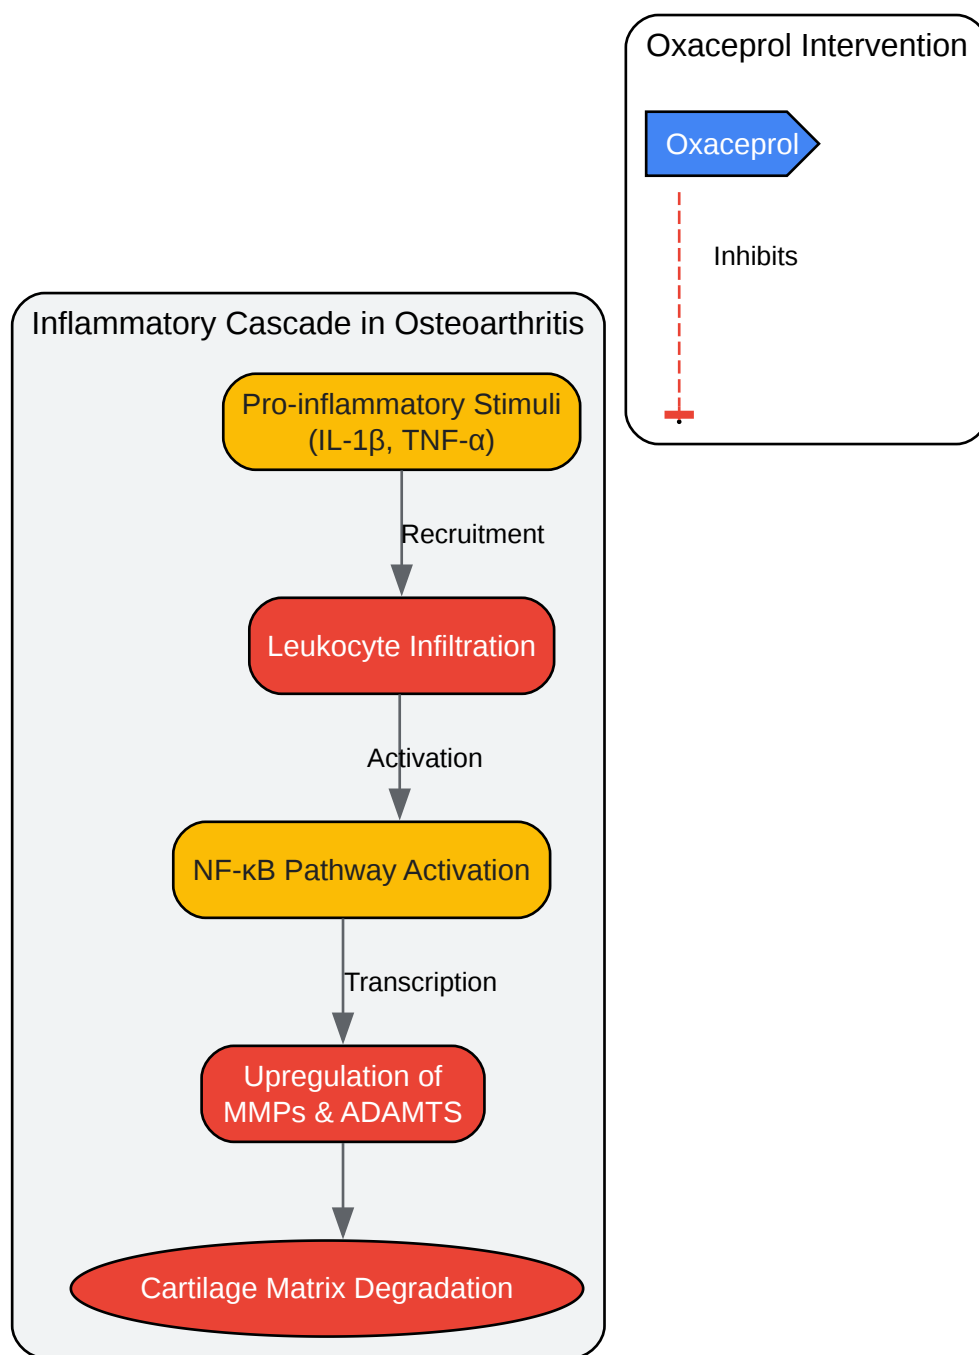 Oxaceprol Intervention
Oxaceprol
Inhibits
Inflammatory Cascade in Osteoarthritis
Pro-inflammatory Stimuli
(IL-1β, TNF-α)
Recruitment
Leukocyte Infiltration
Activation
NF-κB Pathway Activation
Transcription
Upregulation of
MMPs & ADAMTS
Cartilage Matrix Degradation